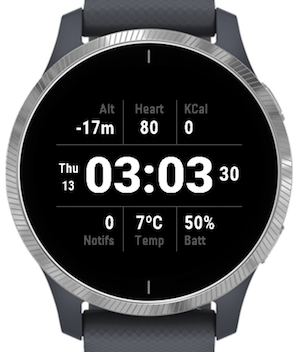 Alt Heart KCal
-17m 80 0
Thu 13 03:03 30
0 7°C 50%
Notifs Temp Batt